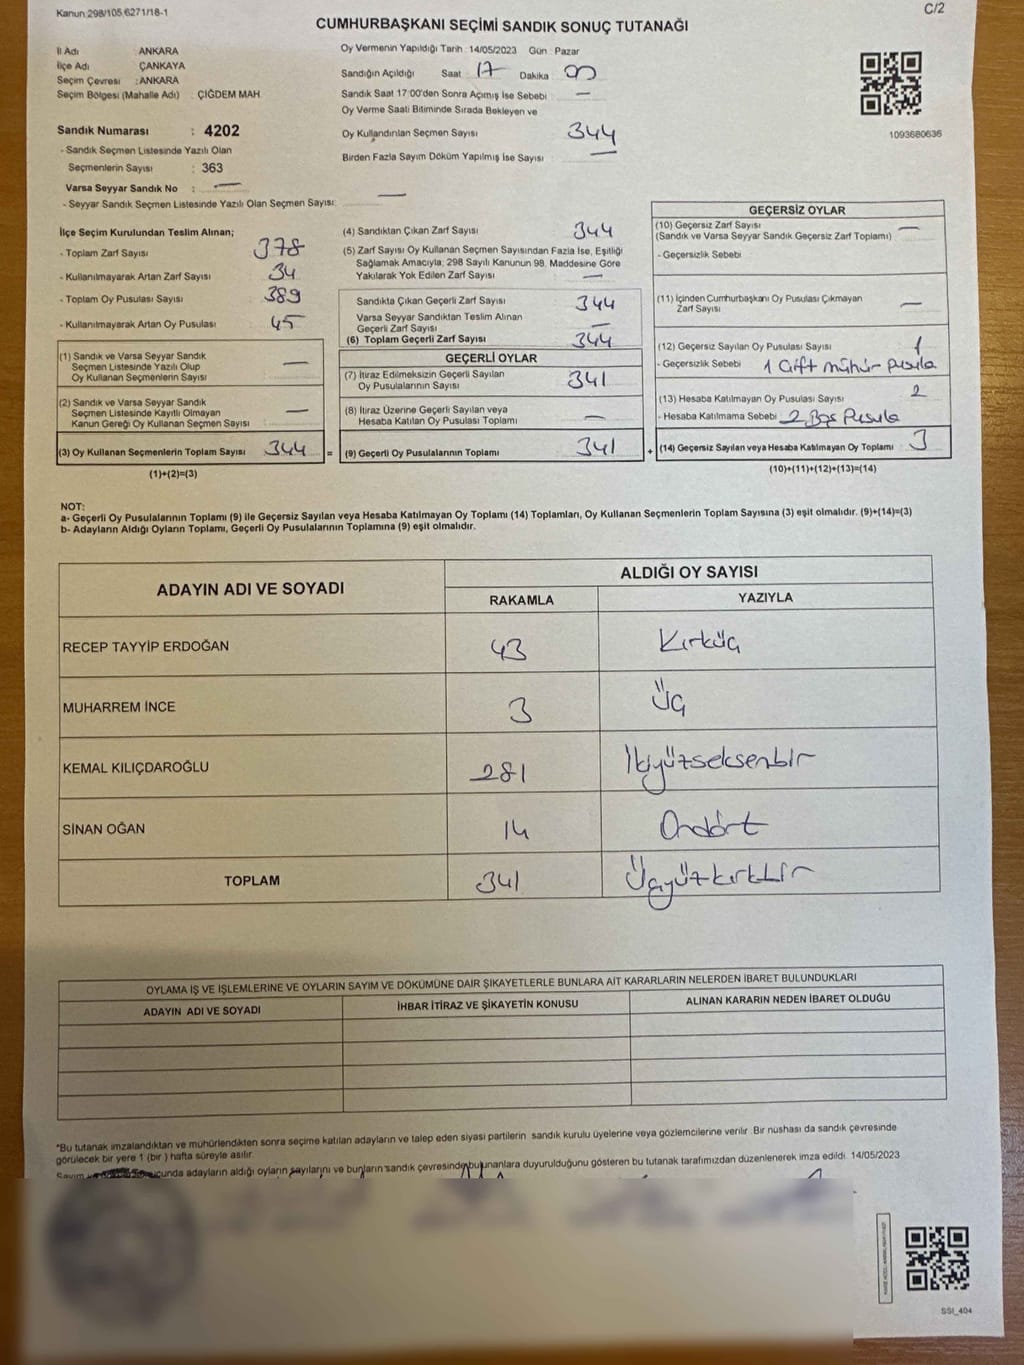 Kanun 298/105,6271/18-1
C/2
CUMHURBAŞKANI SEÇİMİ SANDIK SONUÇ TUTANAĞI
İl Adı ANKARA
İlçe Adı ÇANKAYA
Seçim Çevresi : ANKARA
Seçim Bölgesi (Mahalle Adı) : ÇİĞDEM MAH.
Sandık Numarası : 4202
- Sandık Seçmen Listesinde Yazılı Olan
Seçmenlerin Sayısı : 363
Varsa Seyyar Sandık No : —
- Seyyar Sandık Seçmen Listesinde Yazılı Olan Seçmen Sayısı: —
Oy Vermenin Yapıldığı Tarih : 14/05/2023 Gün : Pazar
Sandığın Açıldığı Saat 17 Dakika 00
Sandık Saat 17:00'den Sonra Açımış İse Sebebi —
Oy Verme Saati Bitiminde Sırada Bekleyen ve
Oy Kullandırılan Seçmen Sayısı 344
Birden Fazla Sayım Döküm Yapılmış İse Sayısı —
1093680636
İlçe Seçim Kurulundan Teslim Alınan;
- Toplam Zarf Sayısı 378
- Kullanılmayarak Artan Zarf Sayısı 34
- Toplam Oy Pusulası Sayısı 389
- Kullanılmayarak Artan Oy Pusulası 45
(1) Sandık ve Varsa Seyyar Sandık
Seçmen Listesinde Yazılı Olup
Oy Kullanan Seçmenlerin Sayısı —
(2) Sandık ve Varsa Seyyar Sandık
Seçmen Listesinde Kayıtlı Olmayan
Kanun Gereği Oy Kullanan Seçmen Sayısı —
(3) Oy Kullanan Seçmenlerin Toplam Sayısı 344 =
(1)+(2)=(3)
(4) Sandıktan Çıkan Zarf Sayısı 344
(5) Zarf Sayısı Oy Kullanan Seçmen Sayısından Fazla İse, Eşitliği
Sağlamak Amacıyla; 298 Sayılı Kanunun 98. Maddesine Göre
Yakılarak Yok Edilen Zarf Sayısı —
Sandıkta Çıkan Geçerli Zarf Sayısı 344
Varsa Seyyar Sandıktan Teslim Alınan
Geçerli Zarf Sayısı —
(6) Toplam Geçerli Zarf Sayısı 344
GEÇERLİ OYLAR
(7) İtiraz Edilmeksizin Geçerli Sayılan
Oy Pusulalarının Sayısı 341
(8) İtiraz Üzerine Geçerli Sayılan veya
Hesaba Katılan Oy Pusulası Toplamı —
(9) Geçerli Oy Pusulalarının Toplamı 341 +
GEÇERSİZ OYLAR
(10) Geçersiz Zarf Sayısı —
(Sandık ve Varsa Seyyar Sandık Geçersiz Zarf Toplamı)
- Geçersizlik Sebebi
(11) İçinden Cumhurbaşkanı Oy Pusulası Çıkmayan
Zarf Sayısı —
(12) Geçersiz Sayılan Oy Pusulası Sayısı 1
- Geçersizlik Sebebi 1 Çift mühür pusula
(13) Hesaba Katılmayan Oy Pusulası Sayısı 2
- Hesaba Katılmama Sebebi 2 Boş Pusula
(14) Geçersiz Sayılan veya Hesaba Katılmayan Oy Toplamı 3
(10)+(11)+(12)+(13)=(14)
NOT:
a- Geçerli Oy Pusulalarının Toplamı (9) ile Geçersiz Sayılan veya Hesaba Katılmayan Oy Toplamı (14) Toplamları, Oy Kullanan Seçmenlerin Toplam Sayısına (3) eşit olmalıdır. (9)+(14)=(3)
b- Adayların Aldığı Oyların Toplamı, Geçerli Oy Pusulalarının Toplamına (9) eşit olmalıdır.
ADAYIN ADI VE SOYADI
ALDIĞI OY SAYISI
RAKAMLA YAZIYLA
RECEP TAYYİP ERDOĞAN 43 Kırküç
MUHARREM İNCE 3 Üç
KEMAL KILIÇDAROĞLU 281 İkiyüzseksenbir
SİNAN OĞAN 14 Ondört
TOPLAM 341 Üçyüzkırkbir
OYLAMA İŞ VE İŞLEMLERİNE VE OYLARIN SAYIM VE DÖKÜMÜNE DAİR ŞİKAYETLERLE BUNLARA AİT KARARLARIN NELERDEN İBARET BULUNDUKLARI
ADAYIN ADI VE SOYADI İHBAR İTİRAZ VE ŞİKAYETİN KONUSU ALINAN KARARIN NEDEN İBARET OLDUĞU
*Bu tutanak imzalandıktan ve mühürlendikten sonra seçime katılan adayların ve talep eden siyasi partilerin sandık kurulu üyelerine veya gözlemcilerine verilir. Bir nüshası da sandık çevresinde
görülecek bir yere 1 (bir ) hafta süreyle asılır.
Sayım ucunda adayların aldığı oyların sayılarını ve bunların sandık çevresinde bulunanlara duyurulduğunu gösteren bu tutanak tarafımızdan düzenlenerek imza edildi. 14/05/2023
SSI_404